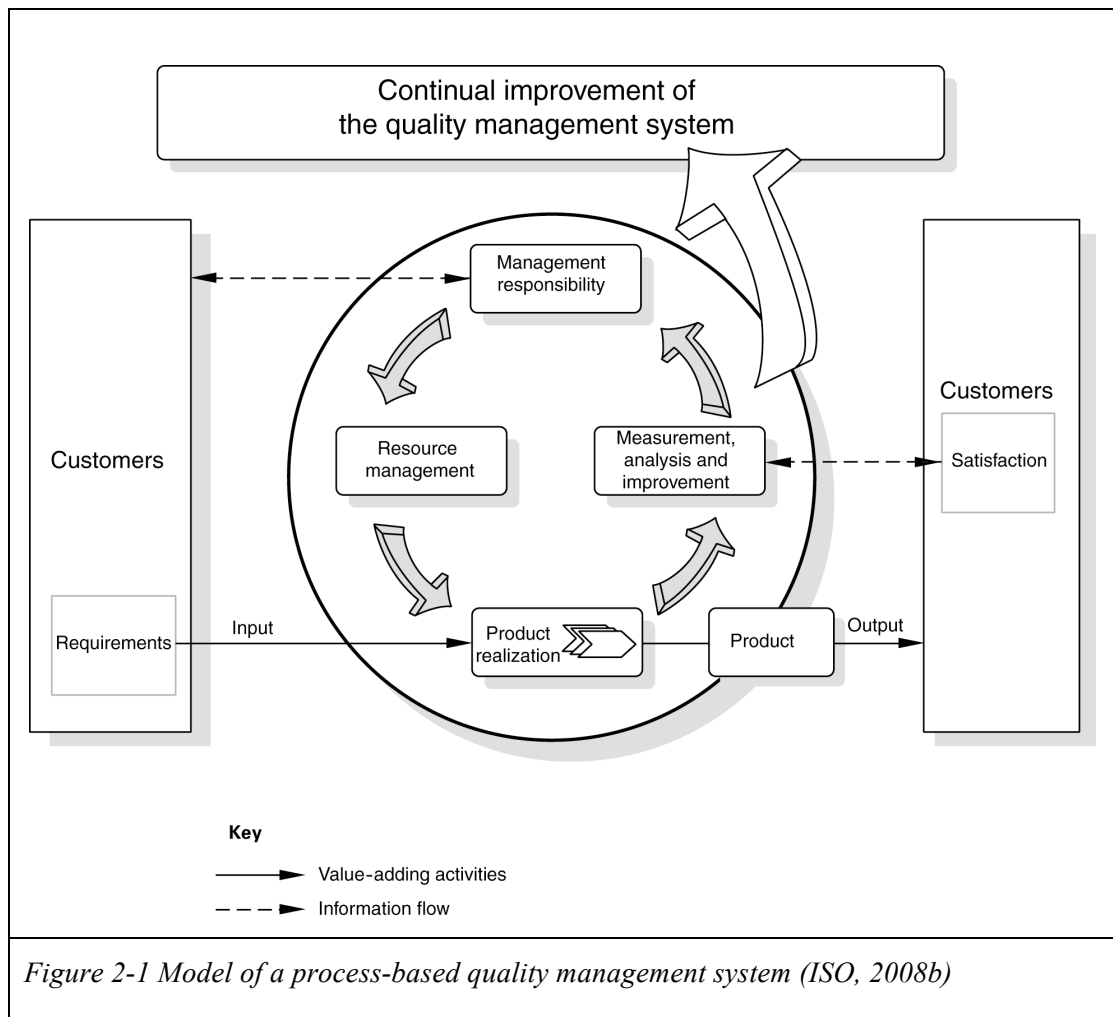 Continual improvement of
the quality management system
Customers
Requirements
Input
Management
responsibility
Resource
management
Measurement,
analysis and
improvement
Product
realization
Product
Output
Customers
Satisfaction
Key
Value-adding activities
Information flow
Figure 2-1 Model of a process-based quality management system (ISO, 2008b)